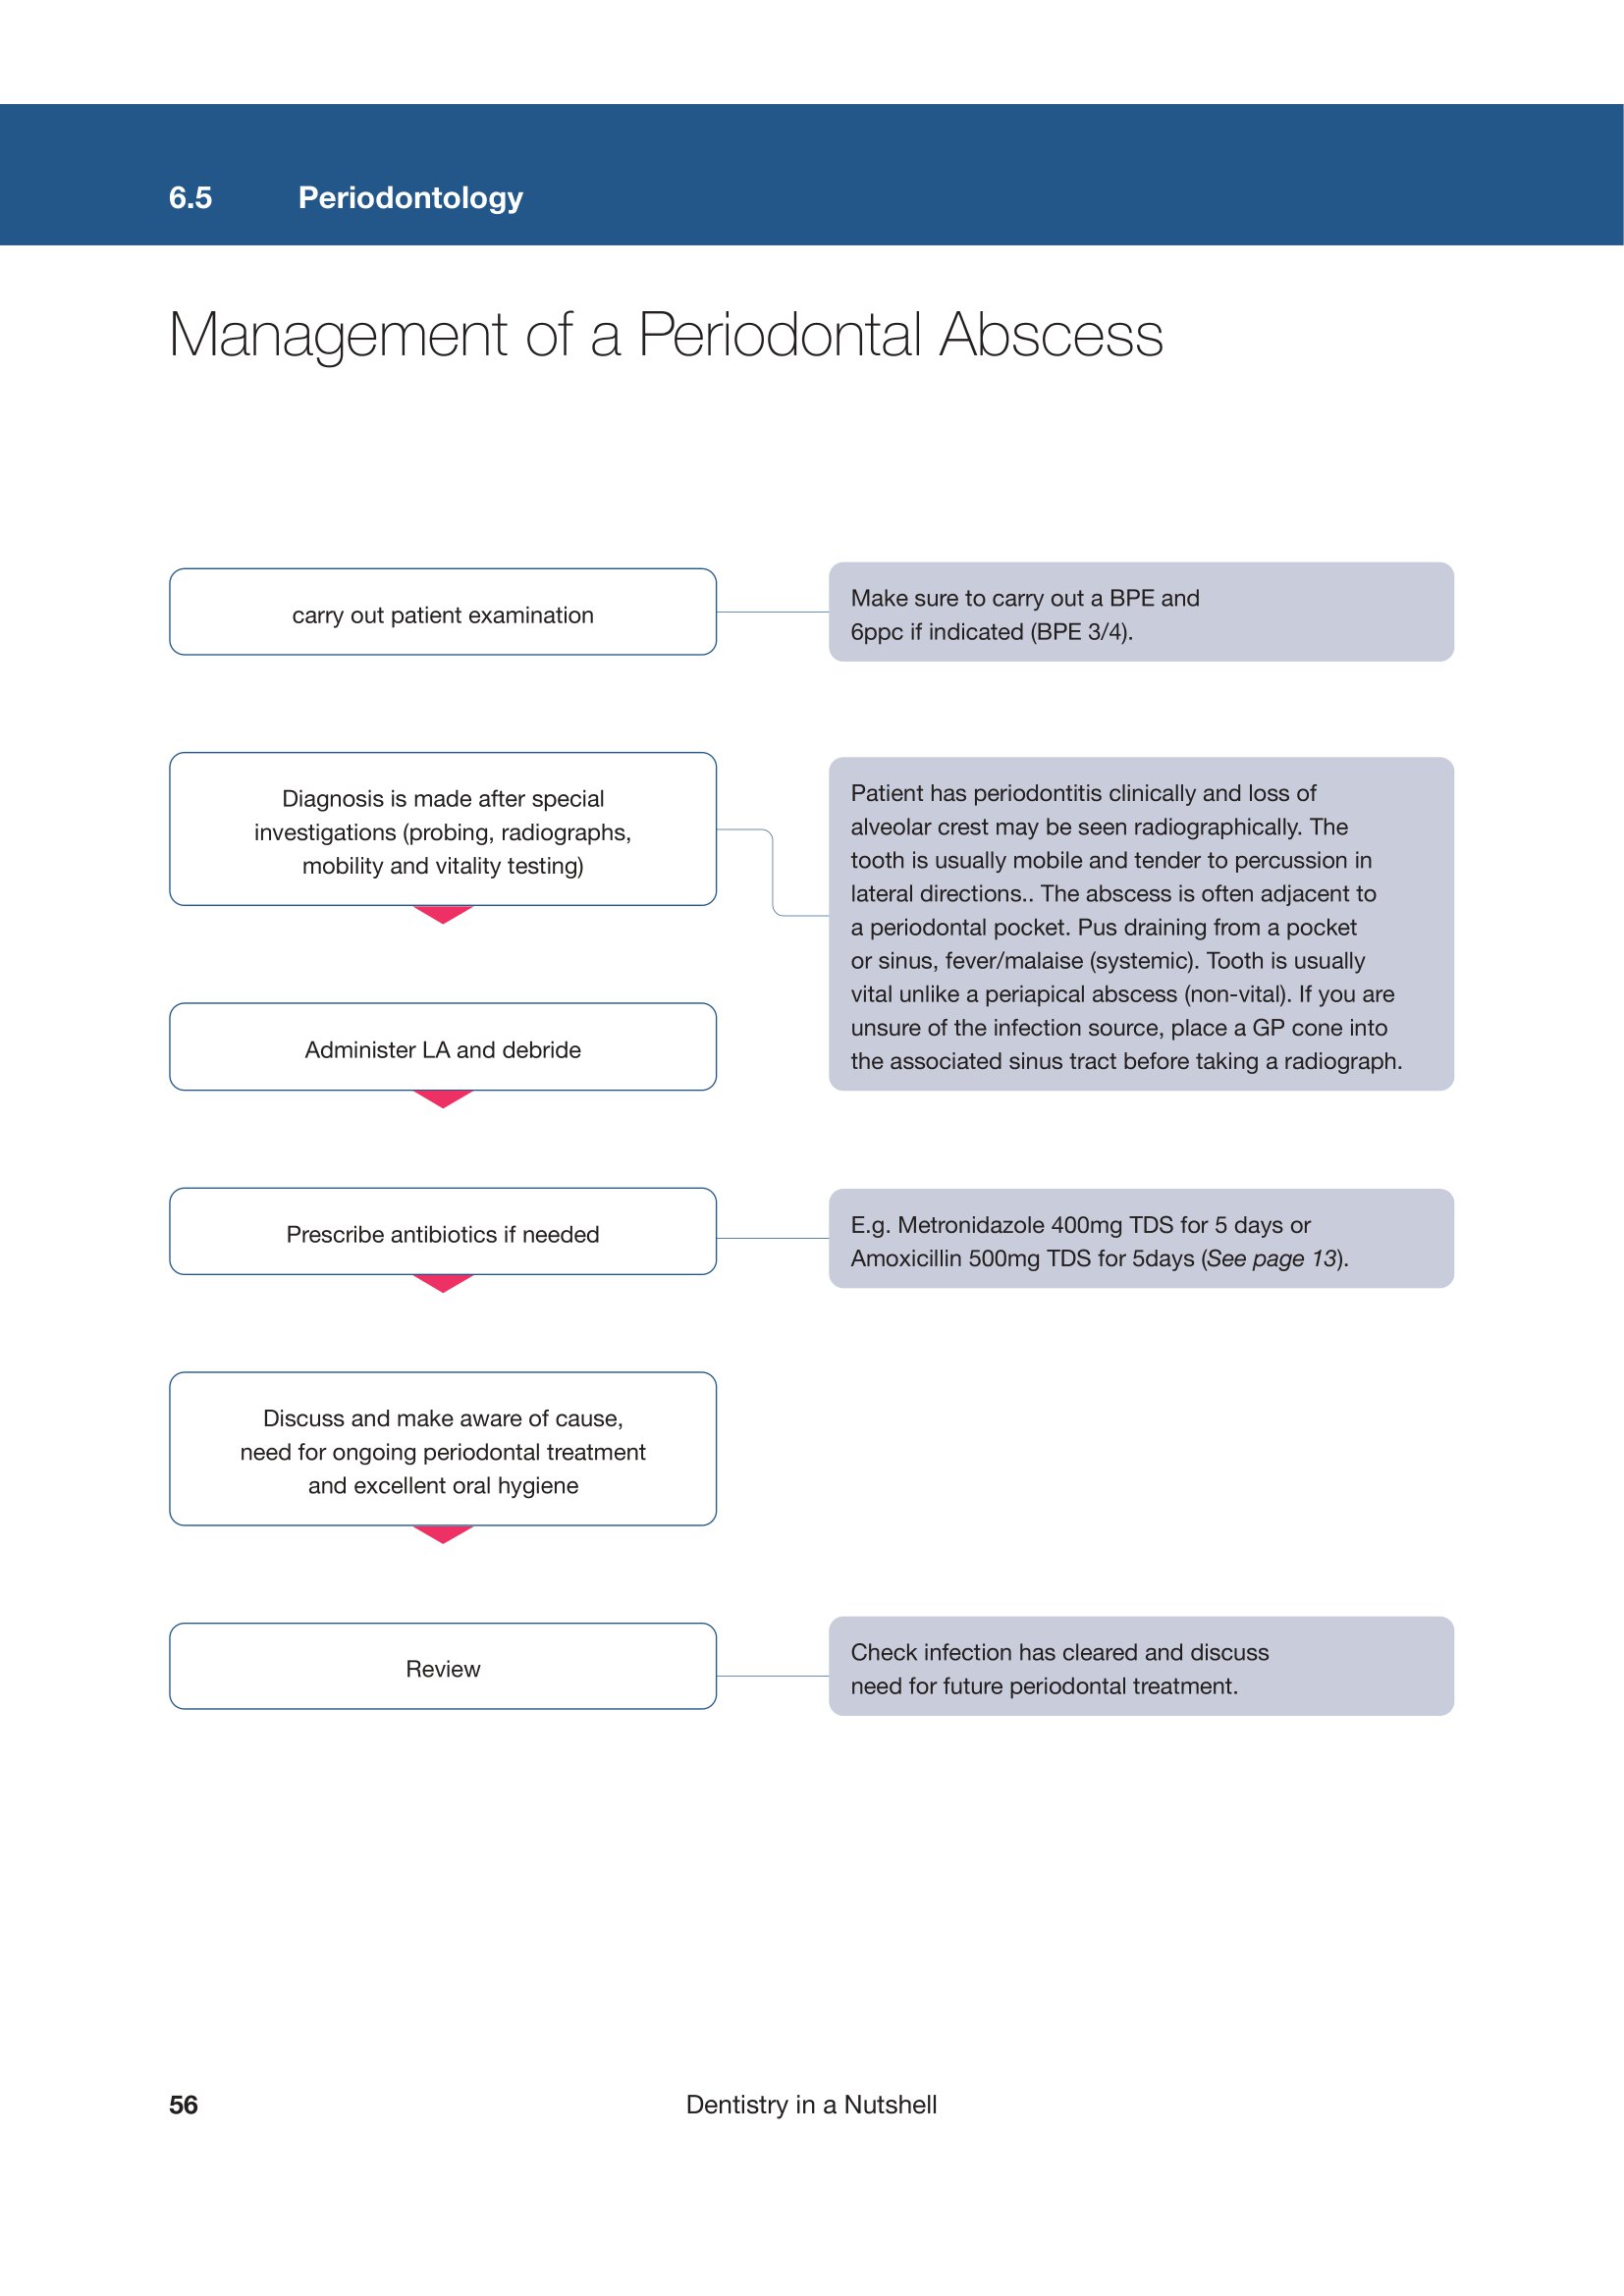 6.5 Periodontology
Management of a Periodontal Abscess
carry out patient examination
Make sure to carry out a BPE and
6ppc if indicated (BPE 3/4).
Diagnosis is made after special
investigations (probing, radiographs,
mobility and vitality testing)
Patient has periodontitis clinically and loss of
alveolar crest may be seen radiographically. The
tooth is usually mobile and tender to percussion in
lateral directions.. The abscess is often adjacent to
a periodontal pocket. Pus draining from a pocket
or sinus, fever/malaise (systemic). Tooth is usually
vital unlike a periapical abscess (non-vital). If you are
unsure of the infection source, place a GP cone into
the associated sinus tract before taking a radiograph.
Administer LA and debride
Prescribe antibiotics if needed
E.g. Metronidazole 400mg TDS for 5 days or
Amoxicillin 500mg TDS for 5days (See page 13).
Discuss and make aware of cause,
need for ongoing periodontal treatment
and excellent oral hygiene
Review
Check infection has cleared and discuss
need for future periodontal treatment.
56 Dentistry in a Nutshell